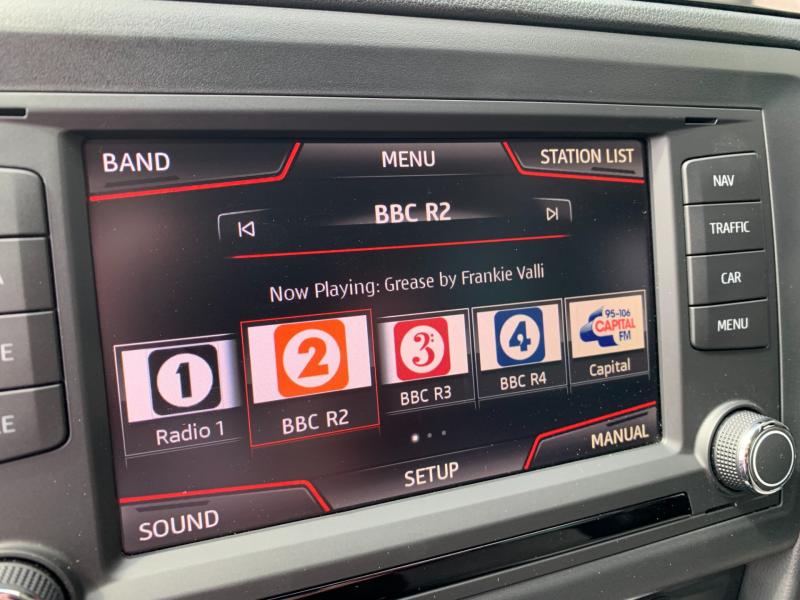 BAND
MENU
STATION LIST
BBC R2
Now Playing: Grease by Frankie Valli
1
2
3
4
95-106
CAPITAL
FM
Radio 1
BBC R2
BBC R3
BBC R4
Capital
SOUND
SETUP
MANUAL
NAV
TRAFFIC
CAR
MENU